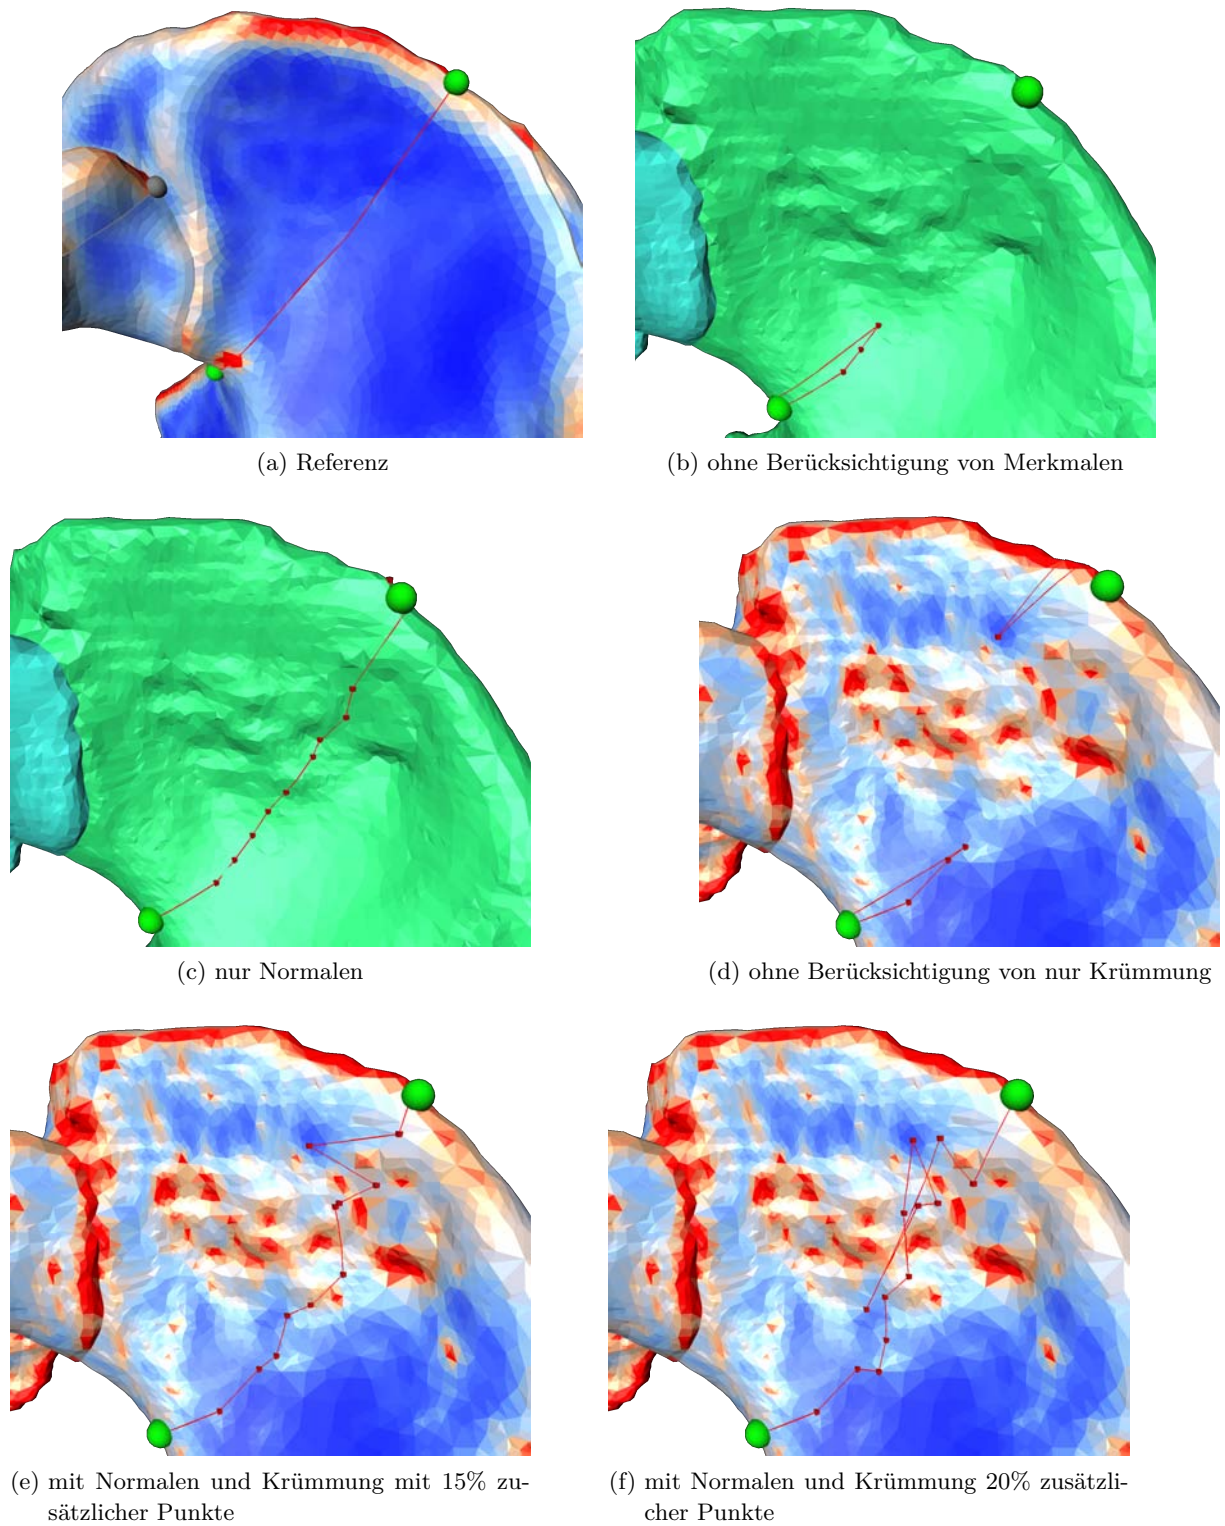 (a) Referenz
(b) ohne Berücksichtigung von Merkmalen
(c) nur Normalen
(d) ohne Berücksichtigung von nur Krümmung
(e) mit Normalen und Krümmung mit 15% zu-
sätzlicher Punkte
(f) mit Normalen und Krümmung 20% zusätzli-
cher Punkte